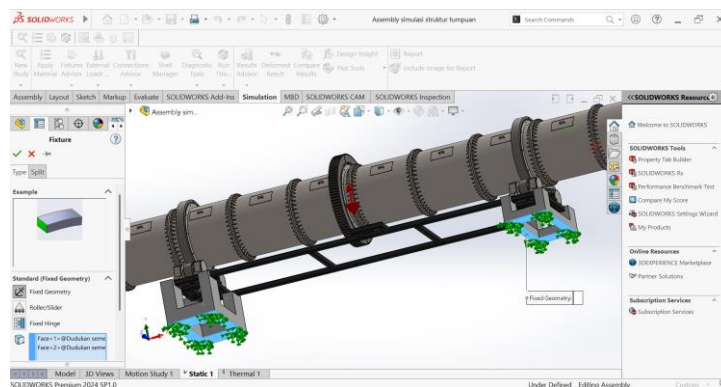 SOLIDWORKS
Assembly simulasi struktur tumpuan
Search Commands
New Study
Apply Material
Fixtures Advisor
External Loads ...
Connections Advisor
Shell Manager
Diagnostic Tools
Run This...
Results Advisor
Deformed Result
Compare Results
Design Insight
Plot Tools
Report
Include Image for Report
Assembly Layout Sketch Markup Evaluate SOLIDWORKS Add-Ins Simulation MBD SOLIDWORKS CAM SOLIDWORKS Inspection
Assembly sim...
Fixture
Type Split
Example
Standard (Fixed Geometry)
Fixed Geometry
Roller/Slider
Fixed Hinge
Face<1>@Dudukan seme
Face<2>@Dudukan seme
Fixed Geometry:
SOLIDWORKS Resource
Welcome to SOLIDWORKS
SOLIDWORKS Tools
Property Tab Builder
SOLIDWORKS Rx
Performance Benchmark Test
Compare My Score
SOLIDWORKS Settings Wizard
My Products
Online Resources
3DEXPERIENCE Marketplace
Partner Solutions
Subscription Services
Subscription Services
Model 3D Views Motion Study 1 Static 1 Thermal 1
SOLIDWORKS Premium 2024 SP1.0
Under Defined Editing Assembly Custom